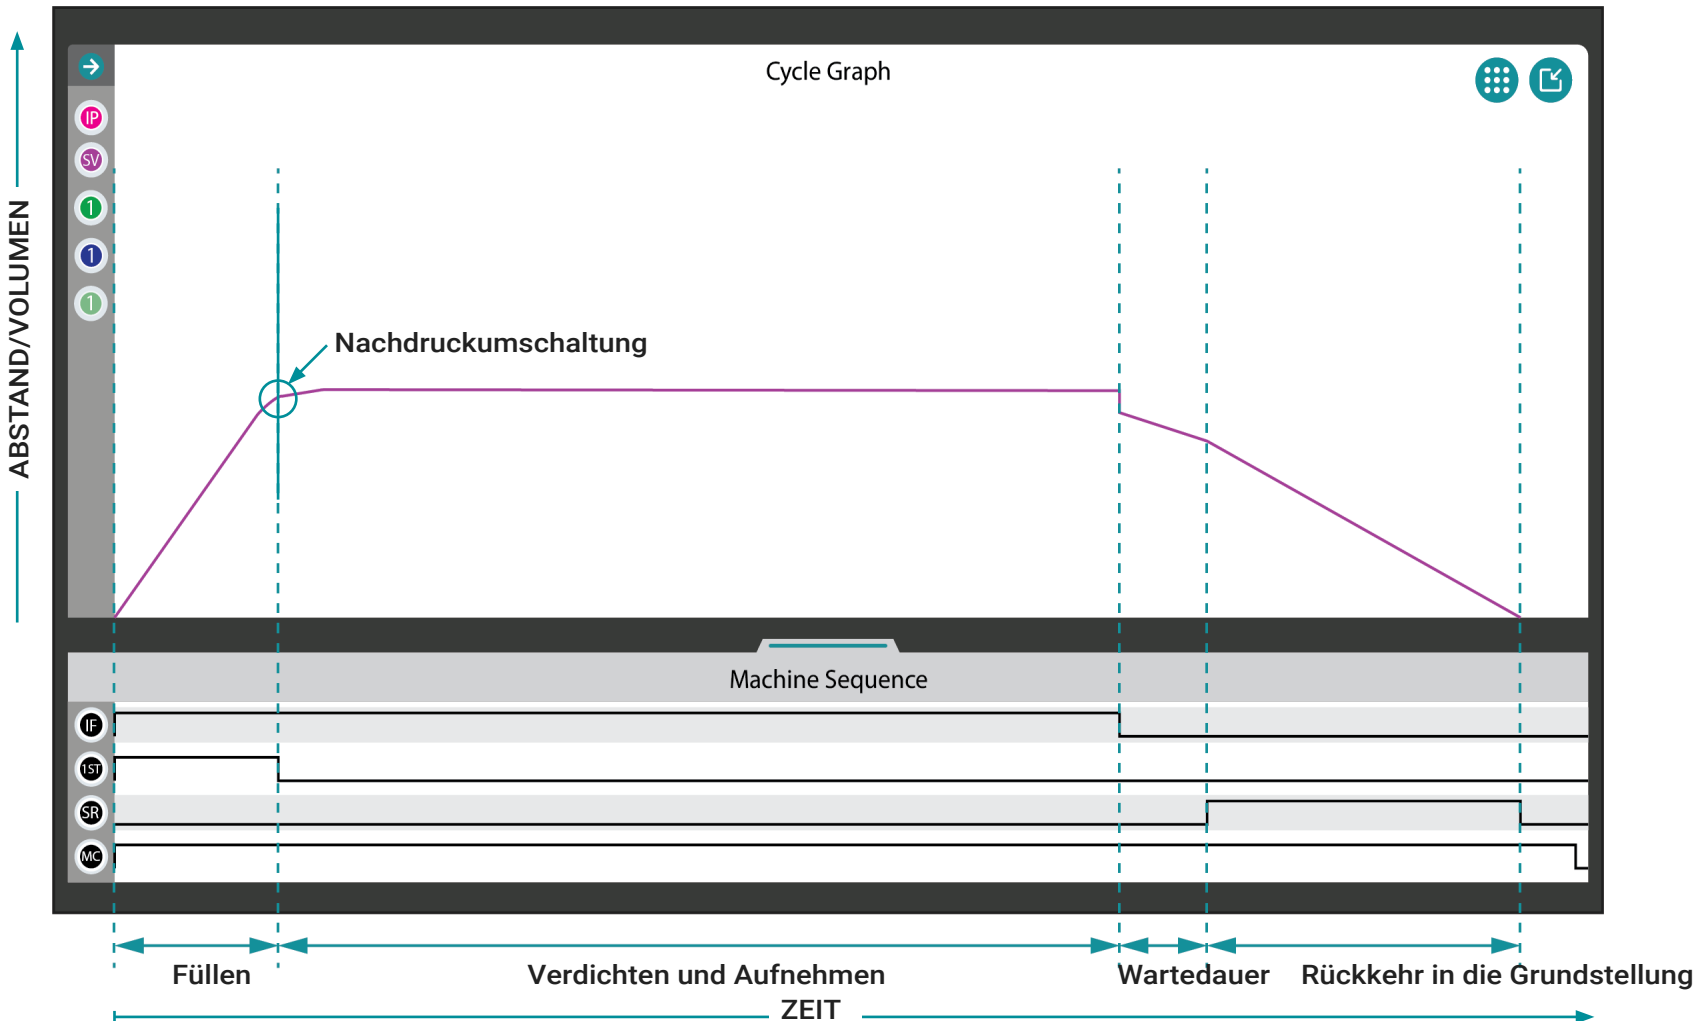 Cycle Graph
IP
SV
1
1
1
ABSTAND/VOLUMEN
Nachdruckumschaltung
Machine Sequence
IF
1ST
SR
MC
Füllen
Verdichten und Aufnehmen
Wartedauer
Rückkehr in die Grundstellung
ZEIT